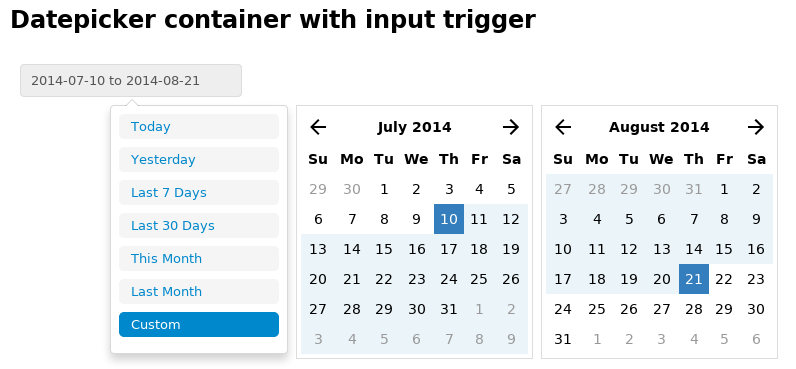 Datepicker container with input trigger
2014-07-10 to 2014-08-21
Today
Yesterday
Last 7 Days
Last 30 Days
This Month
Last Month
Custom
July 2014
Su Mo Tu We Th Fr Sa
29 30 1 2 3 4 5
6 7 8 9 10 11 12
13 14 15 16 17 18 19
20 21 22 23 24 25 26
27 28 29 30 31 1 2
3 4 5 6 7 8 9
August 2014
Su Mo Tu We Th Fr Sa
27 28 29 30 31 1 2
3 4 5 6 7 8 9
10 11 12 13 14 15 16
17 18 19 20 21 22 23
24 25 26 27 28 29 30
31 1 2 3 4 5 6